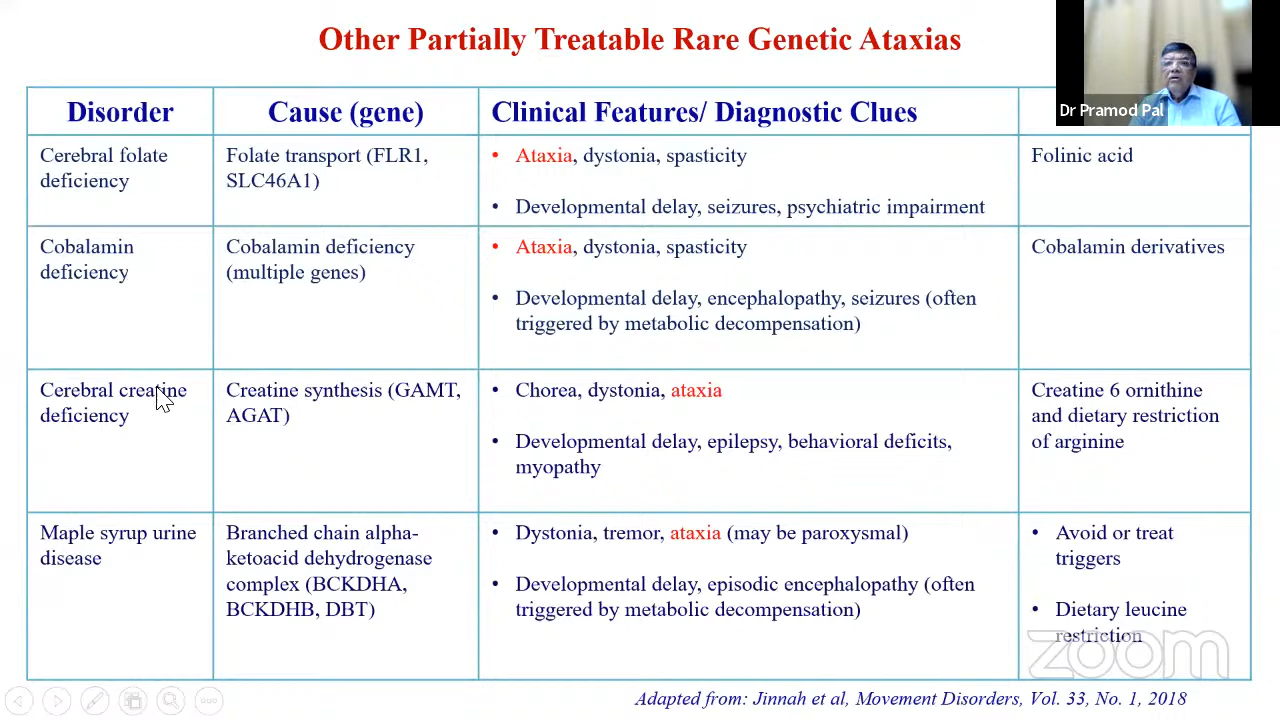 Other Partially Treatable Rare Genetic Ataxias
Dr Pramod Pal
Disorder
Cause (gene)
Clinical Features/ Diagnostic Clues
Cerebral folate
deficiency
Folate transport (FLR1,
SLC46A1)
• Ataxia, dystonia, spasticity
• Developmental delay, seizures, psychiatric impairment
Folinic acid
Cobalamin
deficiency
Cobalamin deficiency
(multiple genes)
• Ataxia, dystonia, spasticity
• Developmental delay, encephalopathy, seizures (often
triggered by metabolic decompensation)
Cobalamin derivatives
Cerebral creatine
deficiency
Creatine synthesis (GAMT,
AGAT)
• Chorea, dystonia, ataxia
• Developmental delay, epilepsy, behavioral deficits,
myopathy
Creatine 6 ornithine
and dietary restriction
of arginine
Maple syrup urine
disease
Branched chain alpha-
ketoacid dehydrogenase
complex (BCKDHA,
BCKDHB, DBT)
• Dystonia, tremor, ataxia (may be paroxysmal)
• Developmental delay, episodic encephalopathy (often
triggered by metabolic decompensation)
• Avoid or treat
triggers
• Dietary leucine
restriction
zoom
Adapted from: Jinnah et al, Movement Disorders, Vol. 33, No. 1, 2018